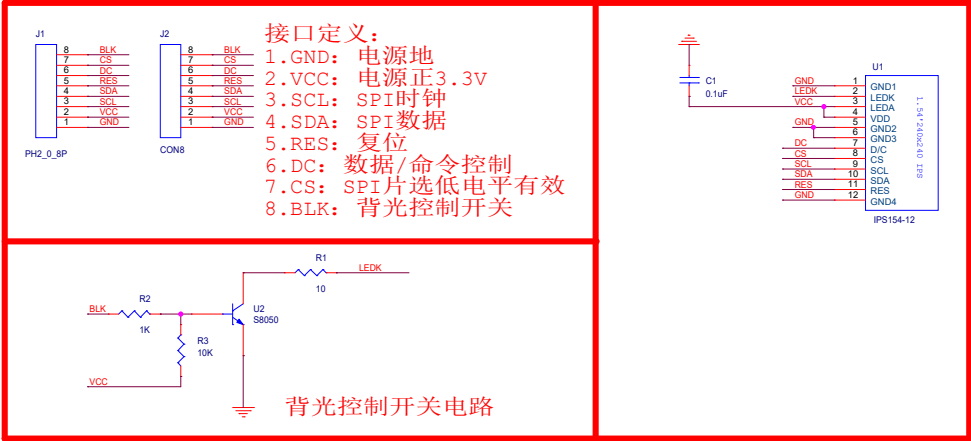 J1
8 BLK
7 CS
6 DC
5 RES
4 SDA
3 SCL
2 VCC
1 GND
PH2_0_8P
J2
8 BLK
7 CS
6 DC
5 RES
4 SDA
3 SCL
2 VCC
1 GND
CON8
接口定义:
1.GND: 电源地
2.VCC: 电源正3.3V
3.SCL: SPI时钟
4.SDA: SPI数据
5.RES: 复位
6.DC: 数据/命令控制
7.CS: SPI片选低电平有效
8.BLK: 背光控制开关
C1
0.1uF
U1
GND 1 GND1
LEDK 2 LEDK
VCC 3 LEDA
4 VDD
GND 5 GND2
6 GND3
DC 7 D/C
CS 8 CS
SCL 9 SCL
SDA 10 SDA
RES 11 RES
GND 12 GND4
1.54*240x240 IPS
IPS154-12
R1
LEDK
10
BLK
R2
1K
U2
S8050
R3
10K
VCC
背光控制开关电路